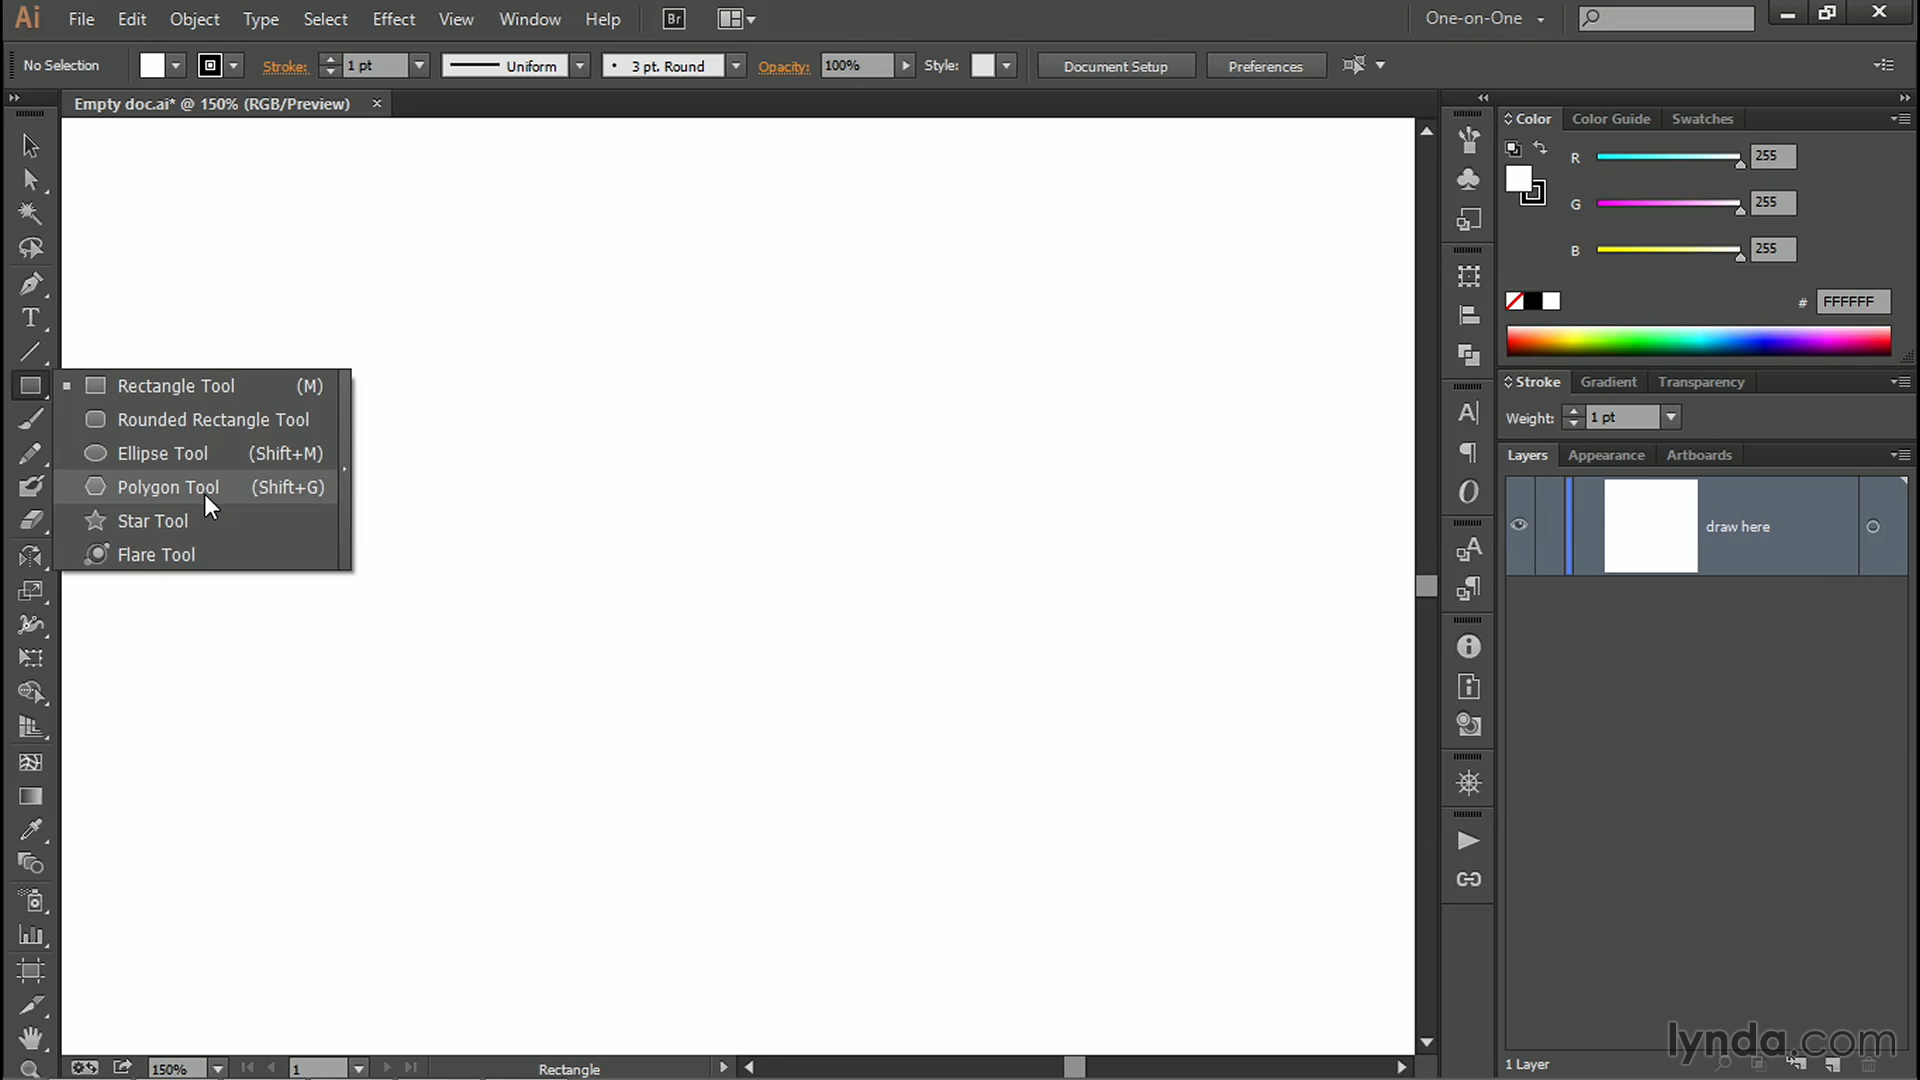 Ai File Edit Object Type Select Effect View Window Help Br One-on-One
No Selection Stroke: 1 pt Uniform 3 pt. Round Opacity: 100% Style: Document Setup Preferences
Empty doc.ai* @ 150% (RGB/Preview) ×
Color Color Guide Swatches
R 255
G 255
B 255
# FFFFFF
Rectangle Tool (M)
Rounded Rectangle Tool
Ellipse Tool (Shift+M)
Polygon Tool (Shift+G)
Star Tool
Flare Tool
Stroke Gradient Transparency
Weight: 1 pt
Layers Appearance Artboards
draw here
lynda.com
1 Layer
150% 1 Rectangle